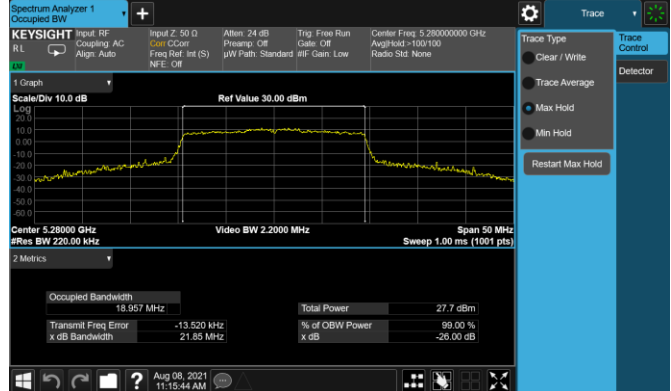 Spectrum Analyzer 1
Occupied BW
KEYSIGHT
RL
Input: RF
Coupling: AC
Align: Auto
Input Z: 50 Ω
Corr CCorr
Freq Ref: Int (S)
NFE: Off
Atten: 24 dB
Preamp: Off
µW Path: Standard
Trig: Free Run
Gate: Off
#IF Gain: Low
Center Freq: 5.280000000 GHz
Avg|Hold:>100/100
Radio Std: None
1 Graph
Scale/Div 10.0 dB
Ref Value 30.00 dBm
Log
20.0
10.0
0.00
-10.0
-20.0
-30.0
-40.0
-50.0
-60.0
Center 5.28000 GHz
Video BW 2.2000 MHz
Span 50 MHz
#Res BW 220.00 kHz
Sweep 1.00 ms (1001 pts)
2 Metrics
Occupied Bandwidth
18.957 MHz
Total Power 27.7 dBm
Transmit Freq Error -13.520 kHz
% of OBW Power 99.00 %
x dB Bandwidth 21.85 MHz
x dB -26.00 dB
Aug 08, 2021
11:15:44 AM
Trace
Trace Type
Clear / Write
Trace Average
Max Hold
Min Hold
Restart Max Hold
Trace
Control
Detector